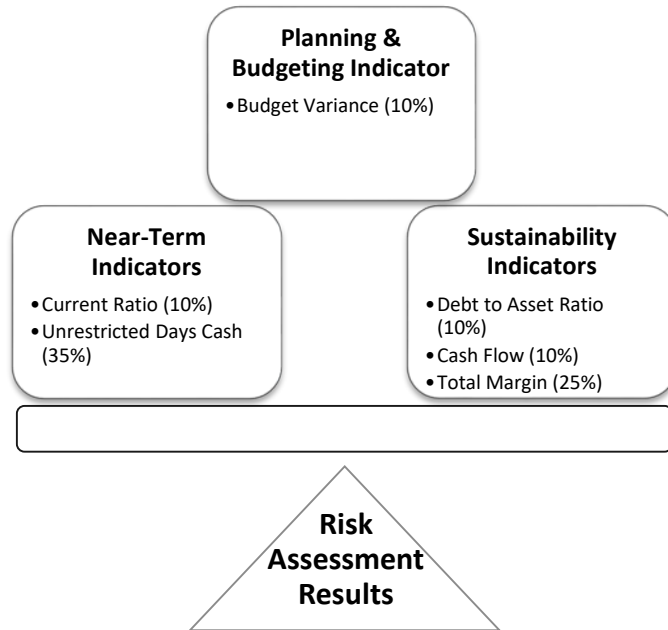 Planning &
Budgeting Indicator
•Budget Variance (10%)
Near-Term
Indicators
•Current Ratio (10%)
•Unrestricted Days Cash
(35%)
Sustainability
Indicators
•Debt to Asset Ratio
(10%)
•Cash Flow (10%)
•Total Margin (25%)
Risk
Assessment
Results